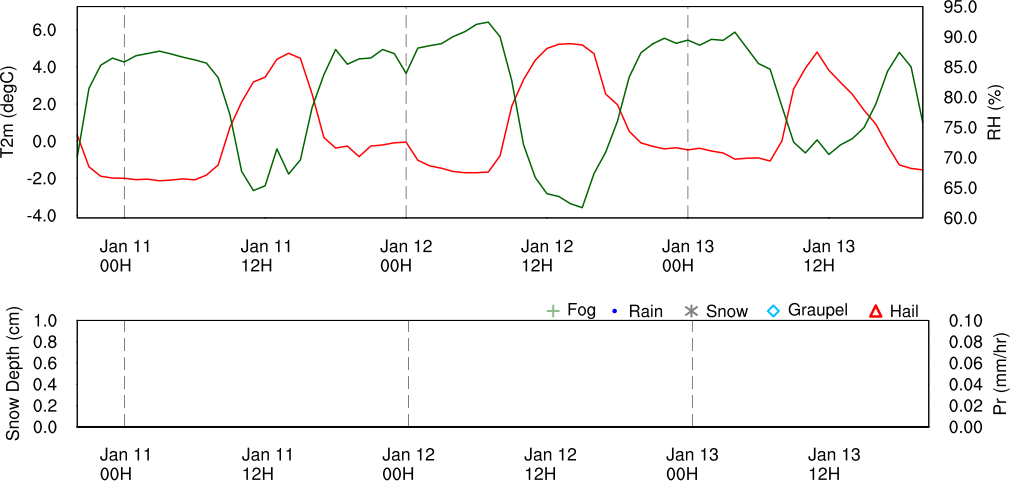 6.0
4.0
2.0
0.0
-2.0
-4.0
T2m (degC)
95.0
90.0
85.0
80.0
75.0
70.0
65.0
60.0
RH (%)
Jan 11 Jan 11 Jan 12 Jan 12 Jan 13 Jan 13
00H 12H 00H 12H 00H 12H
Fog Rain Snow Graupel Hail
1.0
0.8
0.6
0.4
0.2
0.0
Snow Depth (cm)
0.10
0.08
0.06
0.04
0.02
0.00
Pr (mm/hr)
Jan 11 Jan 11 Jan 12 Jan 12 Jan 13 Jan 13
00H 12H 00H 12H 00H 12H